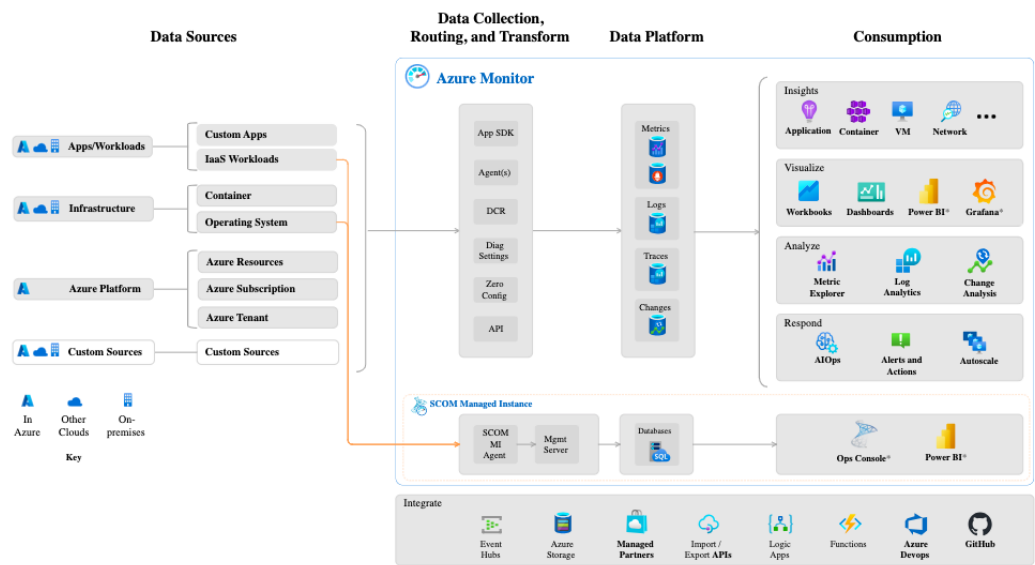 Data Sources
Data Collection,
Routing, and Transform
Data Platform
Consumption
Azure Monitor
Apps/Workloads
Custom Apps
IaaS Workloads
Infrastructure
Container
Operating System
Azure Platform
Azure Resources
Azure Subscription
Azure Tenant
Custom Sources
Custom Sources
In
Azure
Other
Clouds
On-
premises
Key
App SDK
Agent(s)
DCR
Diag
Settings
Zero
Config
API
Metrics
Logs
Traces
Changes
Insights
Application
Container
VM
Network
...
Visualize
Workbooks
Dashboards
Power BI*
Grafana*
Analyze
Metric
Explorer
Log
Analytics
Change
Analysis
Respond
AIOps
Alerts and
Actions
Autoscale
SCOM Managed Instance
SCOM
MI
Agent
Mgmt
Server
Databases
SQL
Ops Console*
Power BI*
Integrate
Event
Hubs
Azure
Storage
Managed
Partners
Import /
Export APIs
Logic
Apps
Functions
Azure
Devops
GitHub